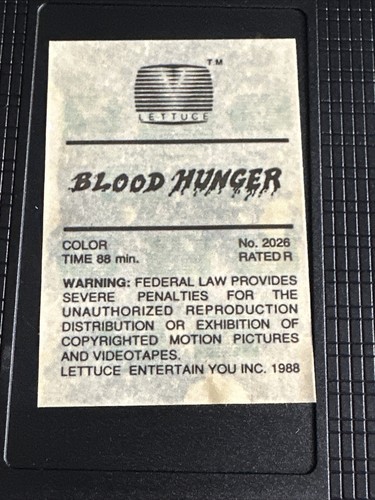 TM
V
LETTUCE
BLOOD HUNGER
COLOR No. 2026
TIME 88 min. RATED R
WARNING: FEDERAL LAW PROVIDES
SEVERE PENALTIES FOR THE
UNAUTHORIZED REPRODUCTION
DISTRIBUTION OR EXHIBITION OF
COPYRIGHTED MOTION PICTURES
AND VIDEOTAPES.
LETTUCE ENTERTAIN YOU INC. 1988